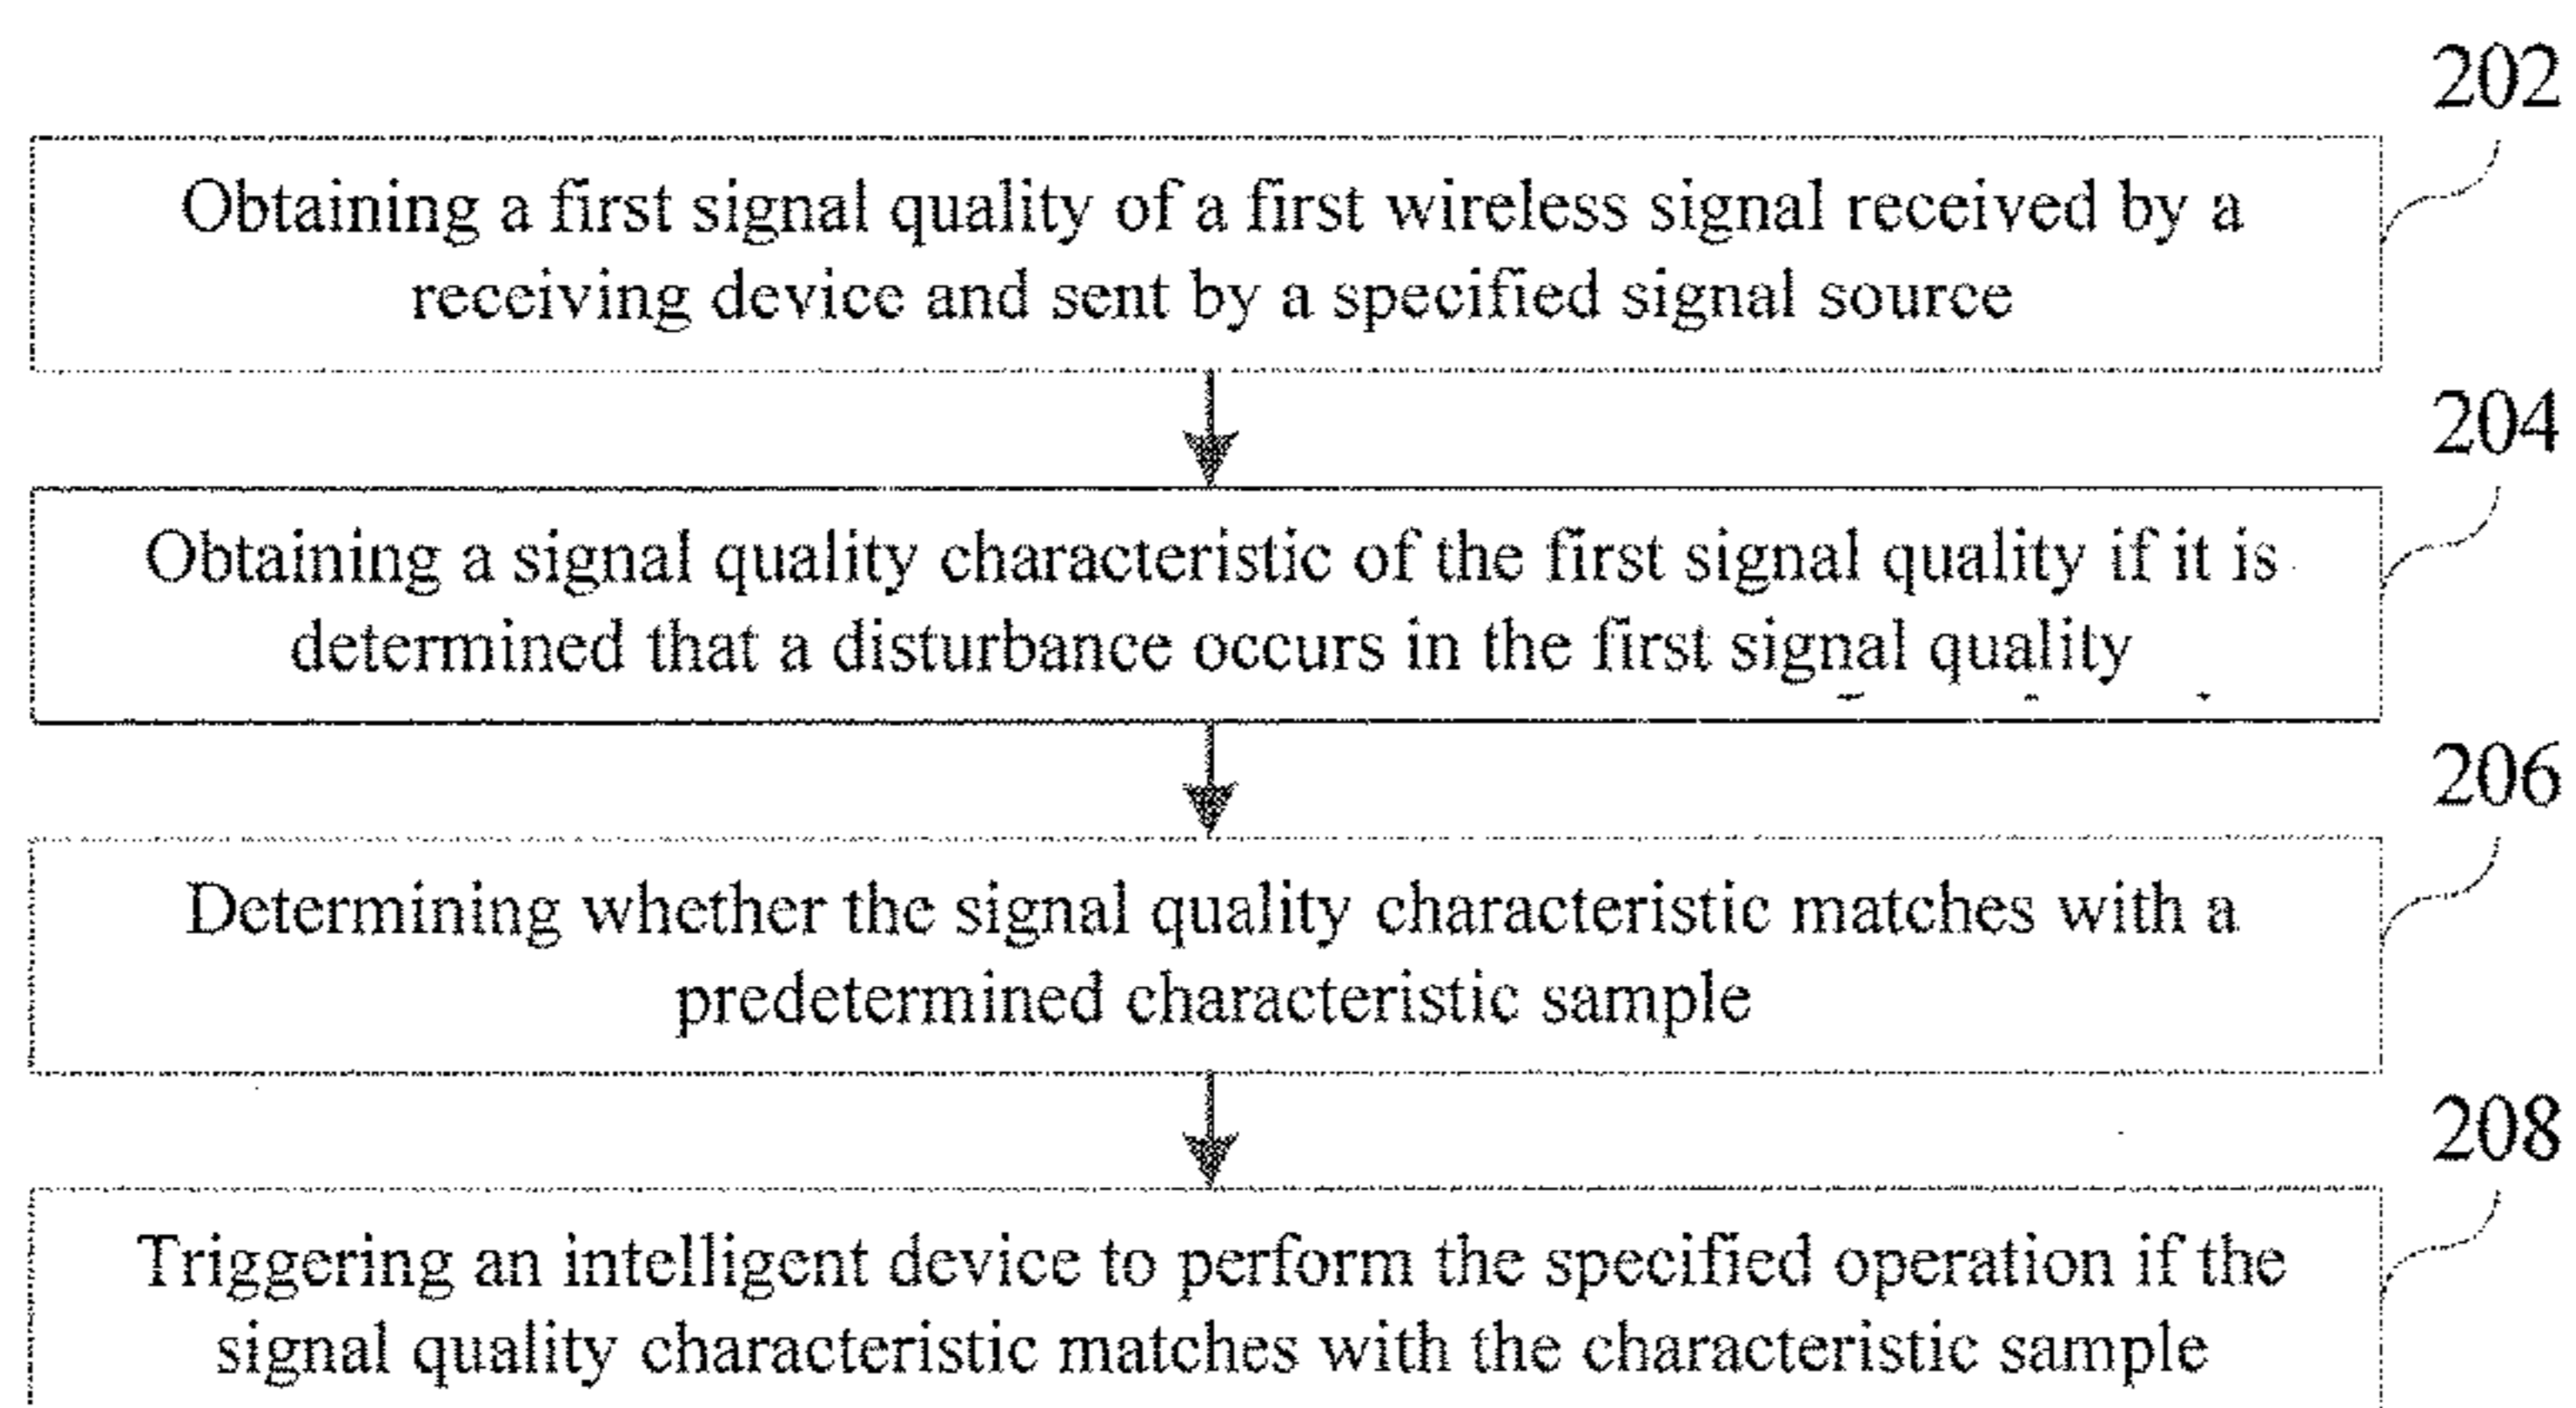 202
Obtaining a first signal quality of a first wireless signal received by a
receiving device and sent by a specified signal source
204
Obtaining a signal quality characteristic of the first signal quality if it is
determined that a disturbance occurs in the first signal quality
206
Determining whether the signal quality characteristic matches with a
predetermined characteristic sample
208
Triggering an intelligent device to perform the specified operation if the
signal quality characteristic matches with the characteristic sample